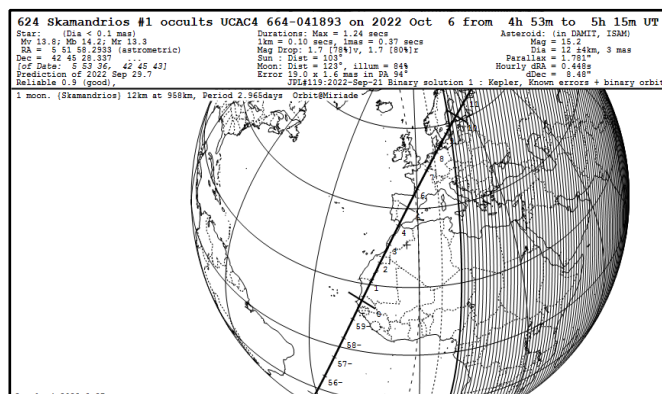 624 Skamandrios #1 occults UCAC4 664-041893 on 2022 Oct  6 from  4h 53m to  5h 15m UT
Star:    (Dia < 0.1 mas)
Mv 13.8; Mb 14.2; Mr 13.3
RA =   5 51 58.2933 (astrometric)
Dec =  42 45 28.337   ...
[of Date:  5 53 36,  42 45 43]
Prediction of 2022 Sep 29.7
Reliable 0.9 (good),
Durations: Max = 1.24 secs
1km = 0.10 secs, 1mas = 0.37 secs
Mag Drop: 1.7 [78%]v, 1.7 [80%]r
Sun : Dist = 103°
Moon: Dist = 123°, illum = 84%
Error 19.0 x 1.6 mas in PA 94°
Asteroid: (in DAMIT, ISAM)
Mag = 15.2
Dia = 12 ±4km, 3 mas
Parallax = 1.781"
Hourly dRA = 0.448s
dDec = 8.48"
JPL#119:2022-Sep-21 Binary solution 1 : Kepler, Known errors + binary orbit
1 moon. {Skamandrios} 12km at 958km, Period 2.965days  Orbit@Miriade
11
10
8
7
6
4
3
2
1
0
59
58
57
56